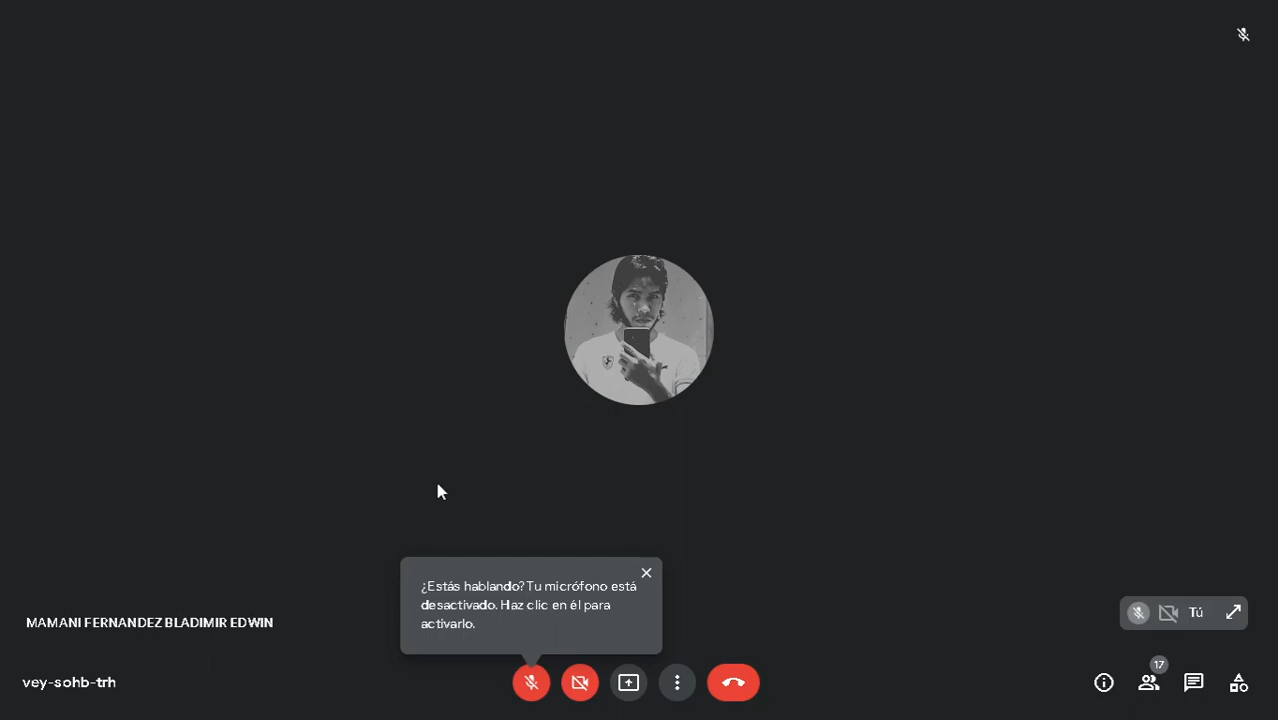 ¿Estás hablando? Tu micrófono está
desactivado. Haz clic en él para
activarlo.
MAMANI FERNANDEZ BLADIMIR EDWIN
Tú
vey-sohb-trh
17